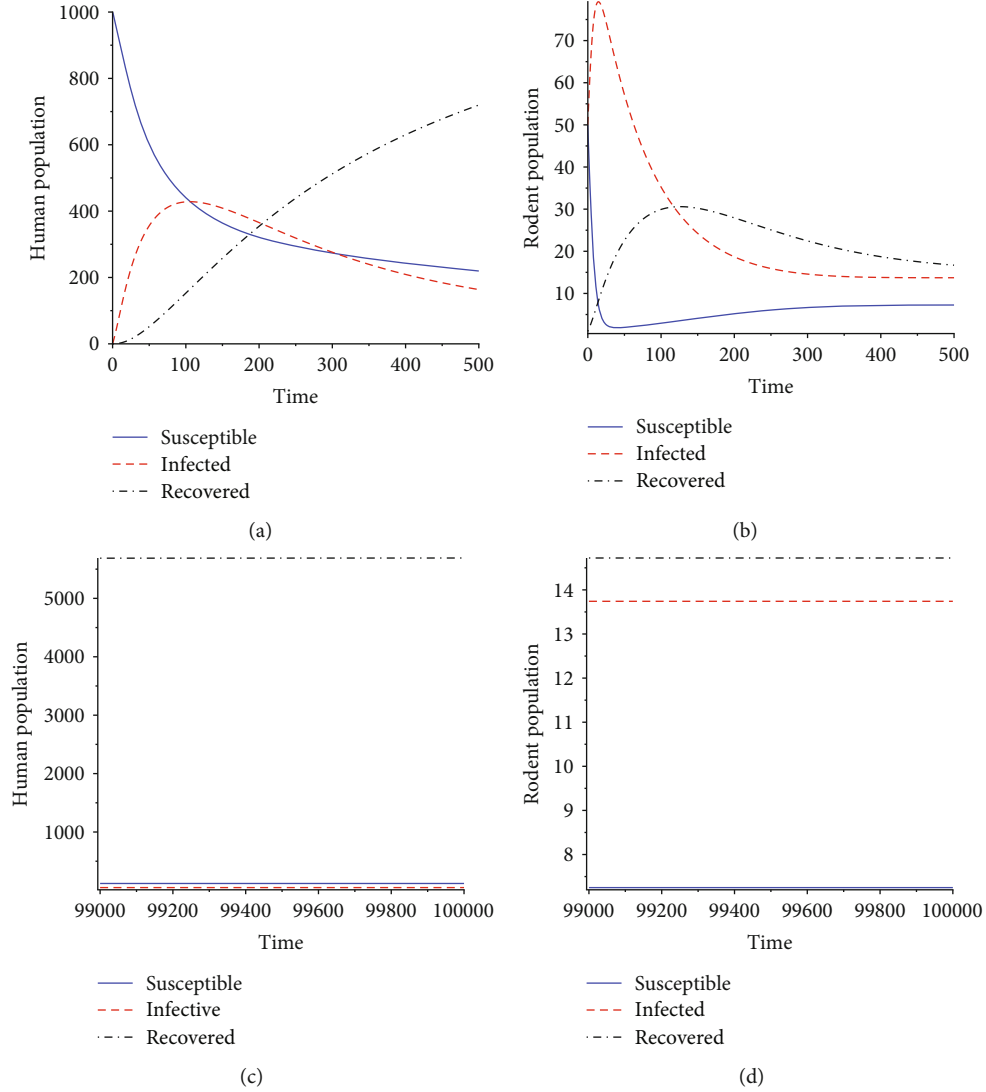 1000
800
600
400
200
0
Human population
0 100 200 300 400 500
Time
Susceptible
Infected
Recovered
(a)
70
60
50
40
30
20
10
Rodent population
0 100 200 300 400 500
Time
Susceptible
Infected
Recovered
(b)
5000
4000
3000
2000
1000
Human population
99000 99200 99400 99600 99800 100000
Time
Susceptible
Infective
Recovered
(c)
14
13
12
11
10
9
8
Rodent population
99000 99200 99400 99600 99800 100000
Time
Susceptible
Infected
Recovered
(d)